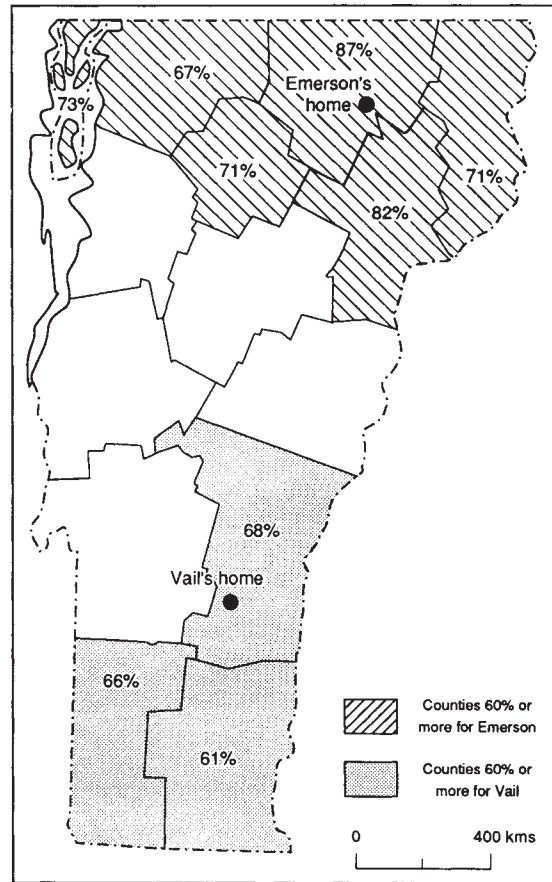 87%
67%
Emerson's
home
73%
71%
71%
82%
68%
Vail's home
66%
61%
Counties 60% or
more for Emerson
Counties 60% or
more for Vail
0 400 kms